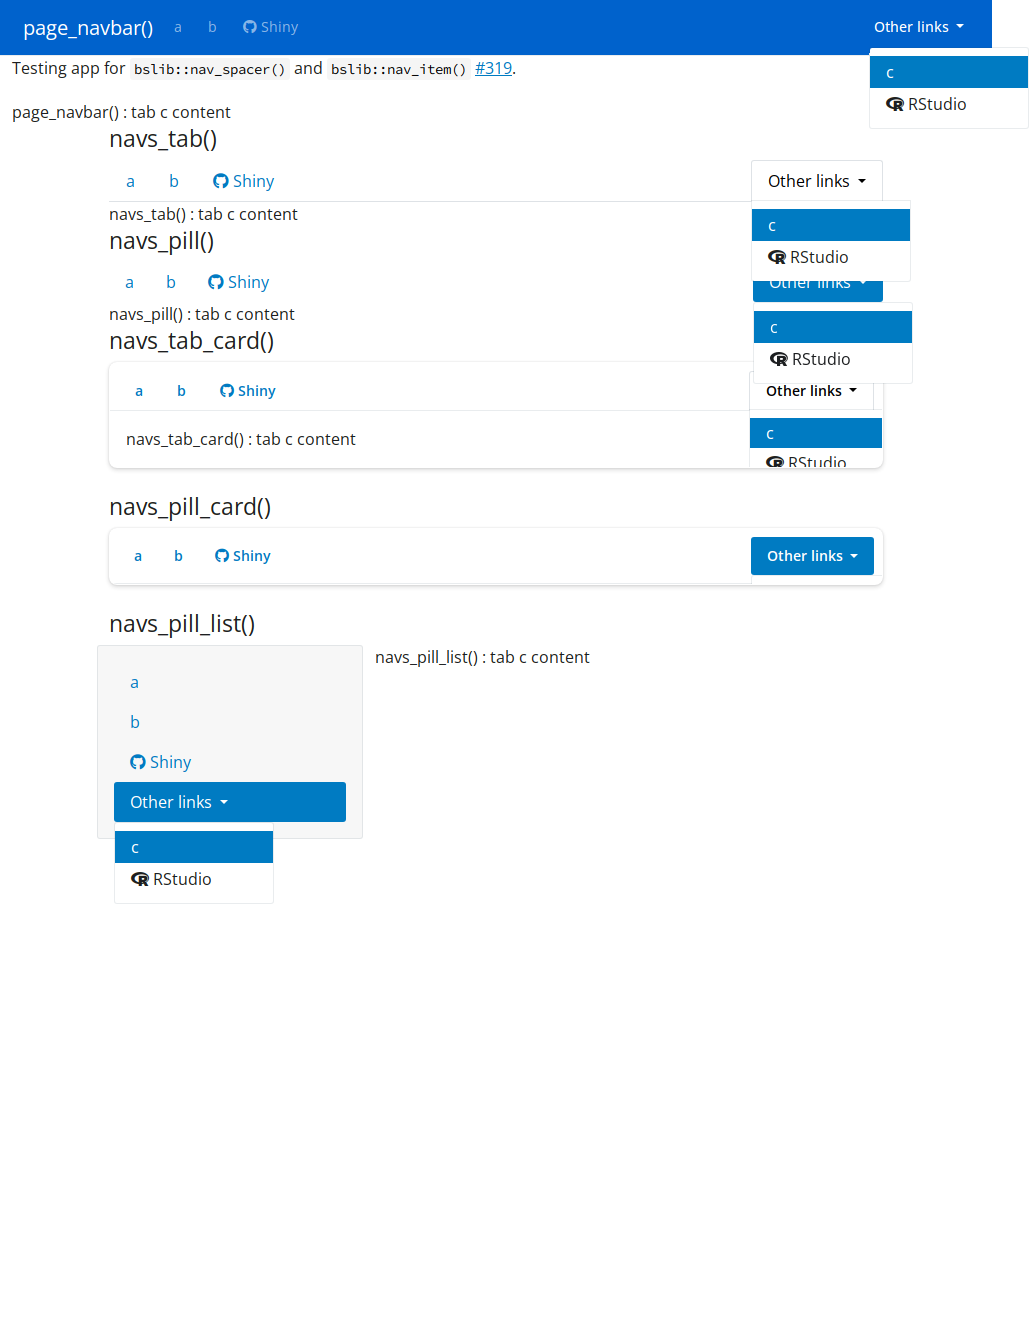 page_navbar() a b Shiny Other links
Testing app for bslib::nav_spacer() and bslib::nav_item() #319.
c
RStudio
page_navbar() : tab c content
navs_tab()
a b Shiny Other links
navs_tab() : tab c content
c
navs_pill()
RStudio
a b Shiny Other links
navs_pill() : tab c content
c
navs_tab_card()
RStudio
a b Shiny Other links
navs_tab_card() : tab c content
c
RStudio
navs_pill_card()
a b Shiny Other links
navs_pill_list()
navs_pill_list() : tab c content
a
b
Shiny
Other links
c
RStudio